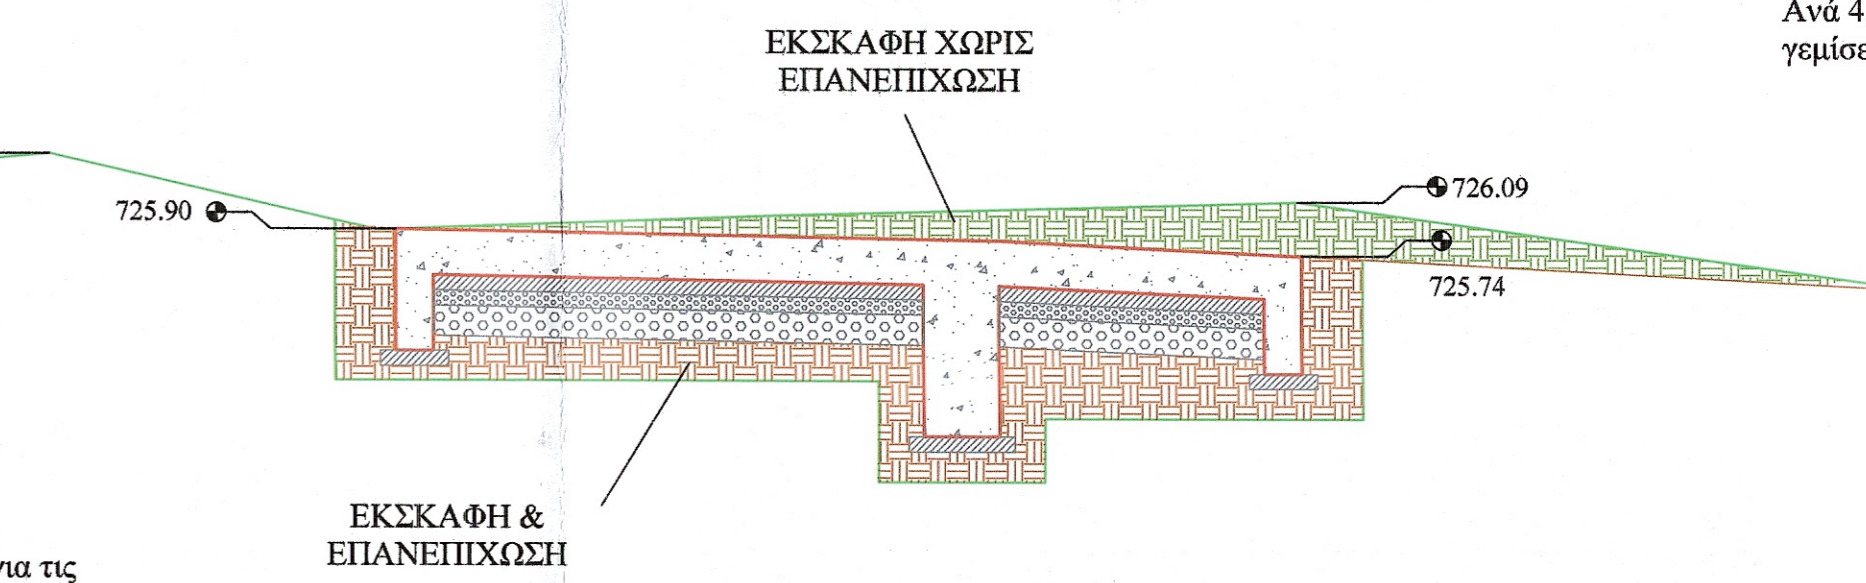 Ανά 4
γεμίσε
ΕΚΣΚΑΦΗ ΧΩΡΙΣ
ΕΠΑΝΕΠΙΧΩΣΗ
725.90
726.09
725.74
ΕΚΣΚΑΦΗ &
ΕΠΑΝΕΠΙΧΩΣΗ
για τις